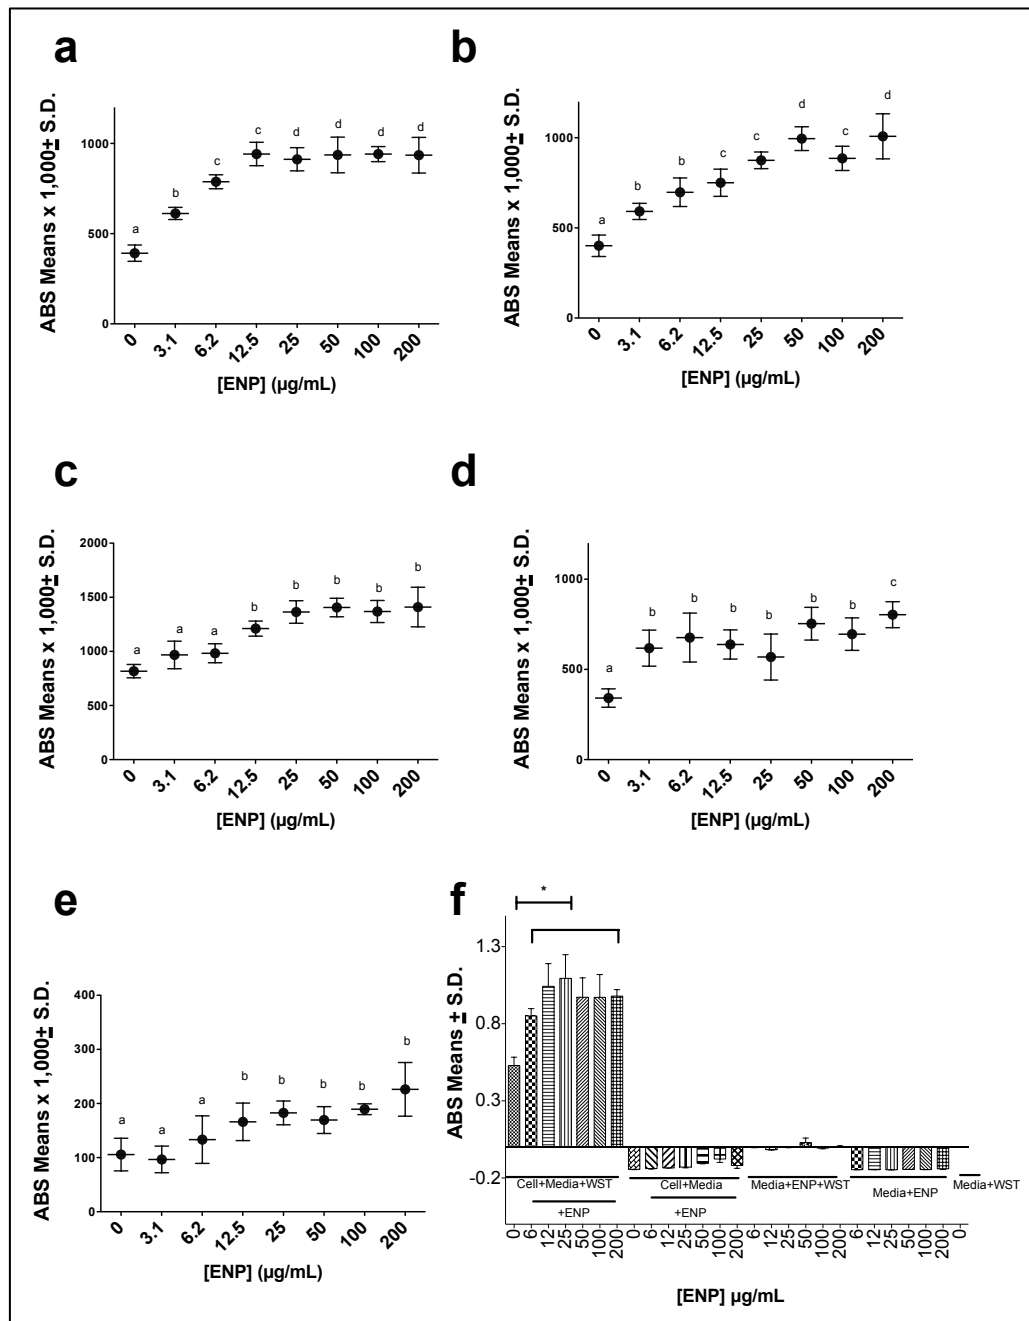 a
ABS Means x 1,000± S.D.
1000
500
0
a
b
c
c
d
d
d
d
0
3.1
6.2
12.5
25
50
100
200
[ENP] (µg/mL)
b
ABS Means x 1,000± S.D.
1000
500
0
a
b
b
c
c
d
c
d
0
3.1
6.2
12.5
25
50
100
200
[ENP] (µg/mL)
c
ABS Means x 1,000± S.D.
2000
1500
1000
500
0
a
a
a
b
b
b
b
b
0
3.1
6.2
12.5
25
50
100
200
[ENP] (µg/mL)
d
ABS Means x 1,000± S.D.
1000
500
0
a
b
b
b
b
b
b
c
0
3.1
6.2
12.5
25
50
100
200
[ENP] (µg/mL)
e
ABS Means x 1,000± S.D.
400
300
200
100
0
a
a
a
b
b
b
b
b
0
3.1
6.2
12.5
25
50
100
200
[ENP] (µg/mL)
f
*
ABS Means ± S.D.
1.3
0.8
0.3
-0.2
Cell+Media+WST
+ENP
Cell+Media
+ENP
Media+ENP+WST
Media+ENP
Media+WST
0
6
12
25
50
100
200
0
6
12
25
50
100
200
6
12
25
50
100
200
6
12
25
50
100
200
0
[ENP] µg/mL